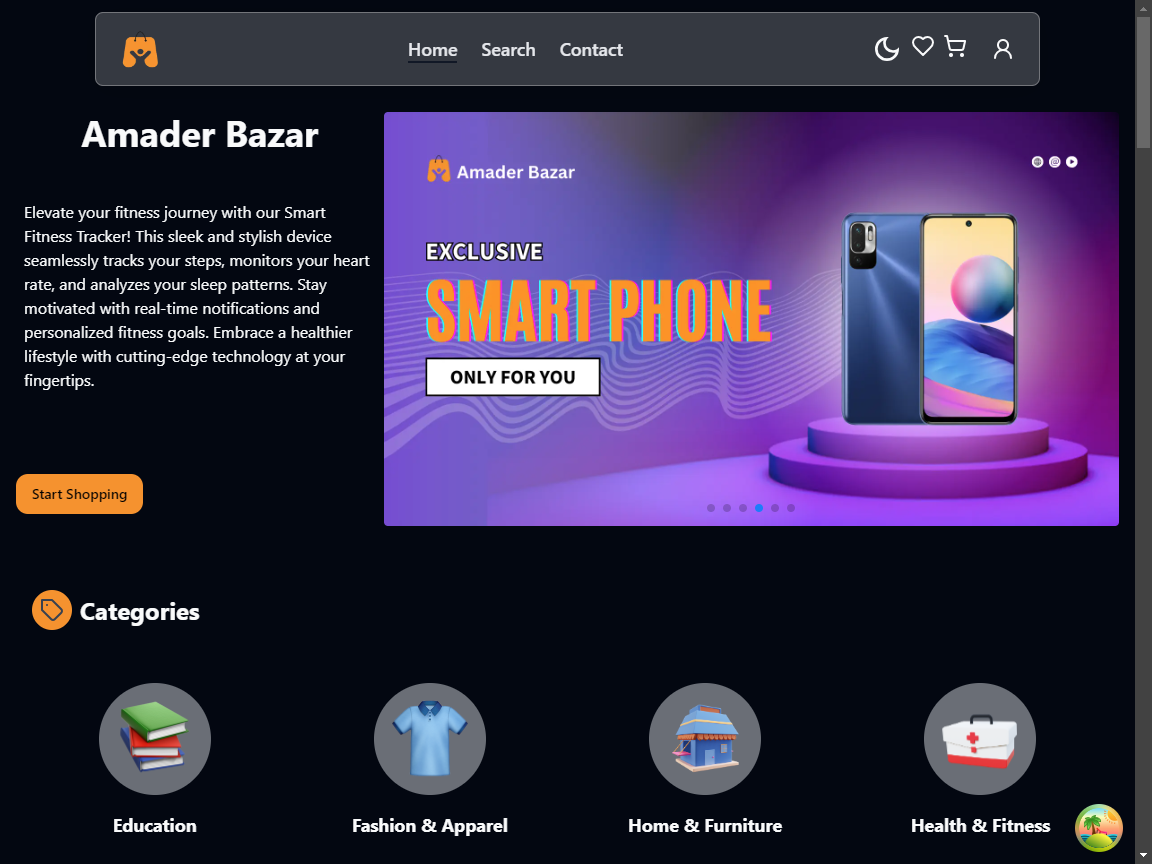 Home Search Contact
Amader Bazar
Elevate your fitness journey with our Smart
Fitness Tracker! This sleek and stylish device
seamlessly tracks your steps, monitors your heart
rate, and analyzes your sleep patterns. Stay
motivated with real-time notifications and
personalized fitness goals. Embrace a healthier
lifestyle with cutting-edge technology at your
fingertips.
Start Shopping
Amader Bazar
EXCLUSIVE
SMART PHONE
ONLY FOR YOU
Categories
Education
Fashion & Apparel
Home & Furniture
Health & Fitness